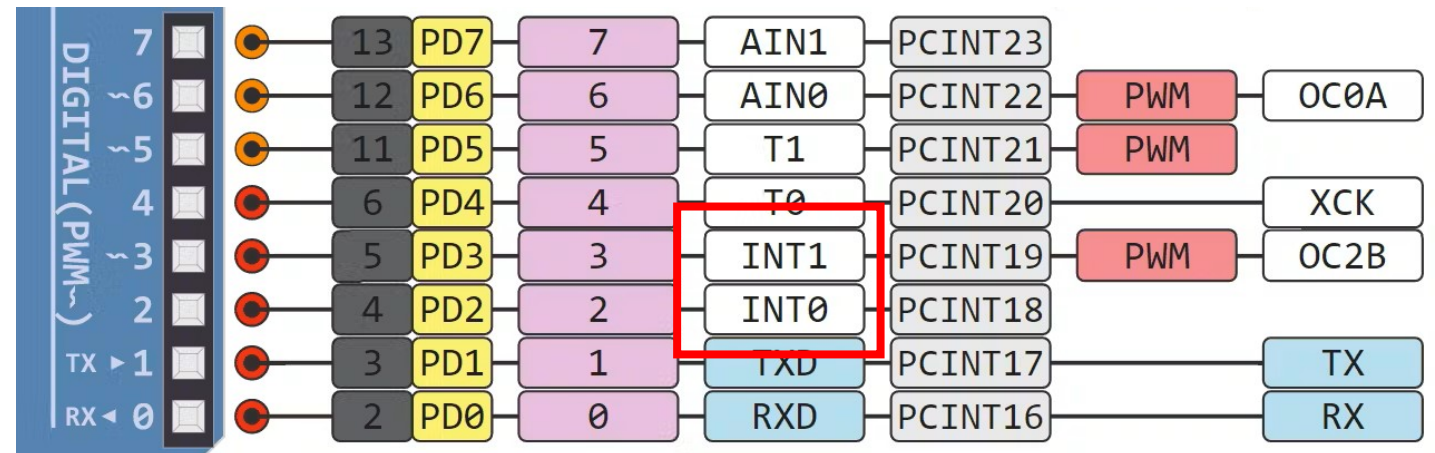 DIGITAL(PWM~)
7 13 PD7 7 AIN1 PCINT23
~6 12 PD6 6 AIN0 PCINT22 PWM OC0A
~5 11 PD5 5 T1 PCINT21 PWM
4 6 PD4 4 T0 PCINT20 XCK
~3 5 PD3 3 INT1 PCINT19 PWM OC2B
2 4 PD2 2 INT0 PCINT18
TX ▸ 1 3 PD1 1 TXD PCINT17 TX
RX ◂ 0 2 PD0 0 RXD PCINT16 RX